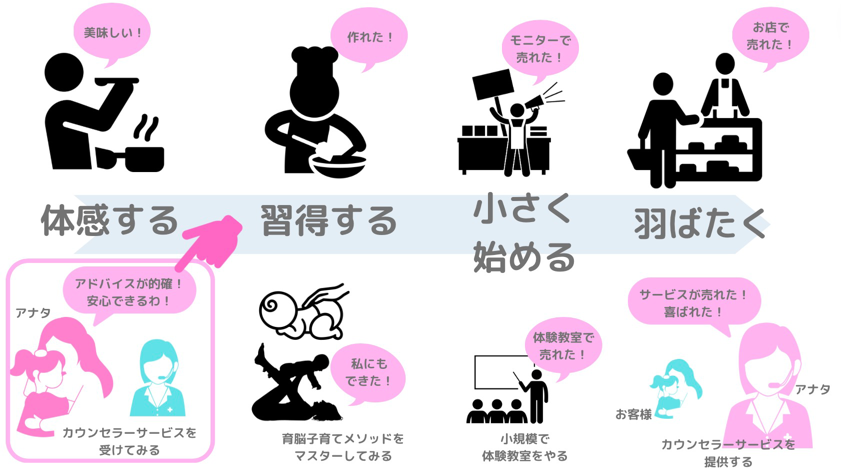 美味しい！
作れた！
モニターで
売れた！
お店で
売れた！
体感する
習得する
小さく
始める
羽ばたく
アドバイスが的確！
安心できるわ！
アナタ
カウンセラーサービスを
受けてみる
私にも
できた！
育脳子育てメソッドを
マスターしてみる
体験教室で
売れた！
小規模で
体験教室をやる
サービスが売れた！
喜ばれた！
アナタ
お客様
カウンセラーサービスを
提供する